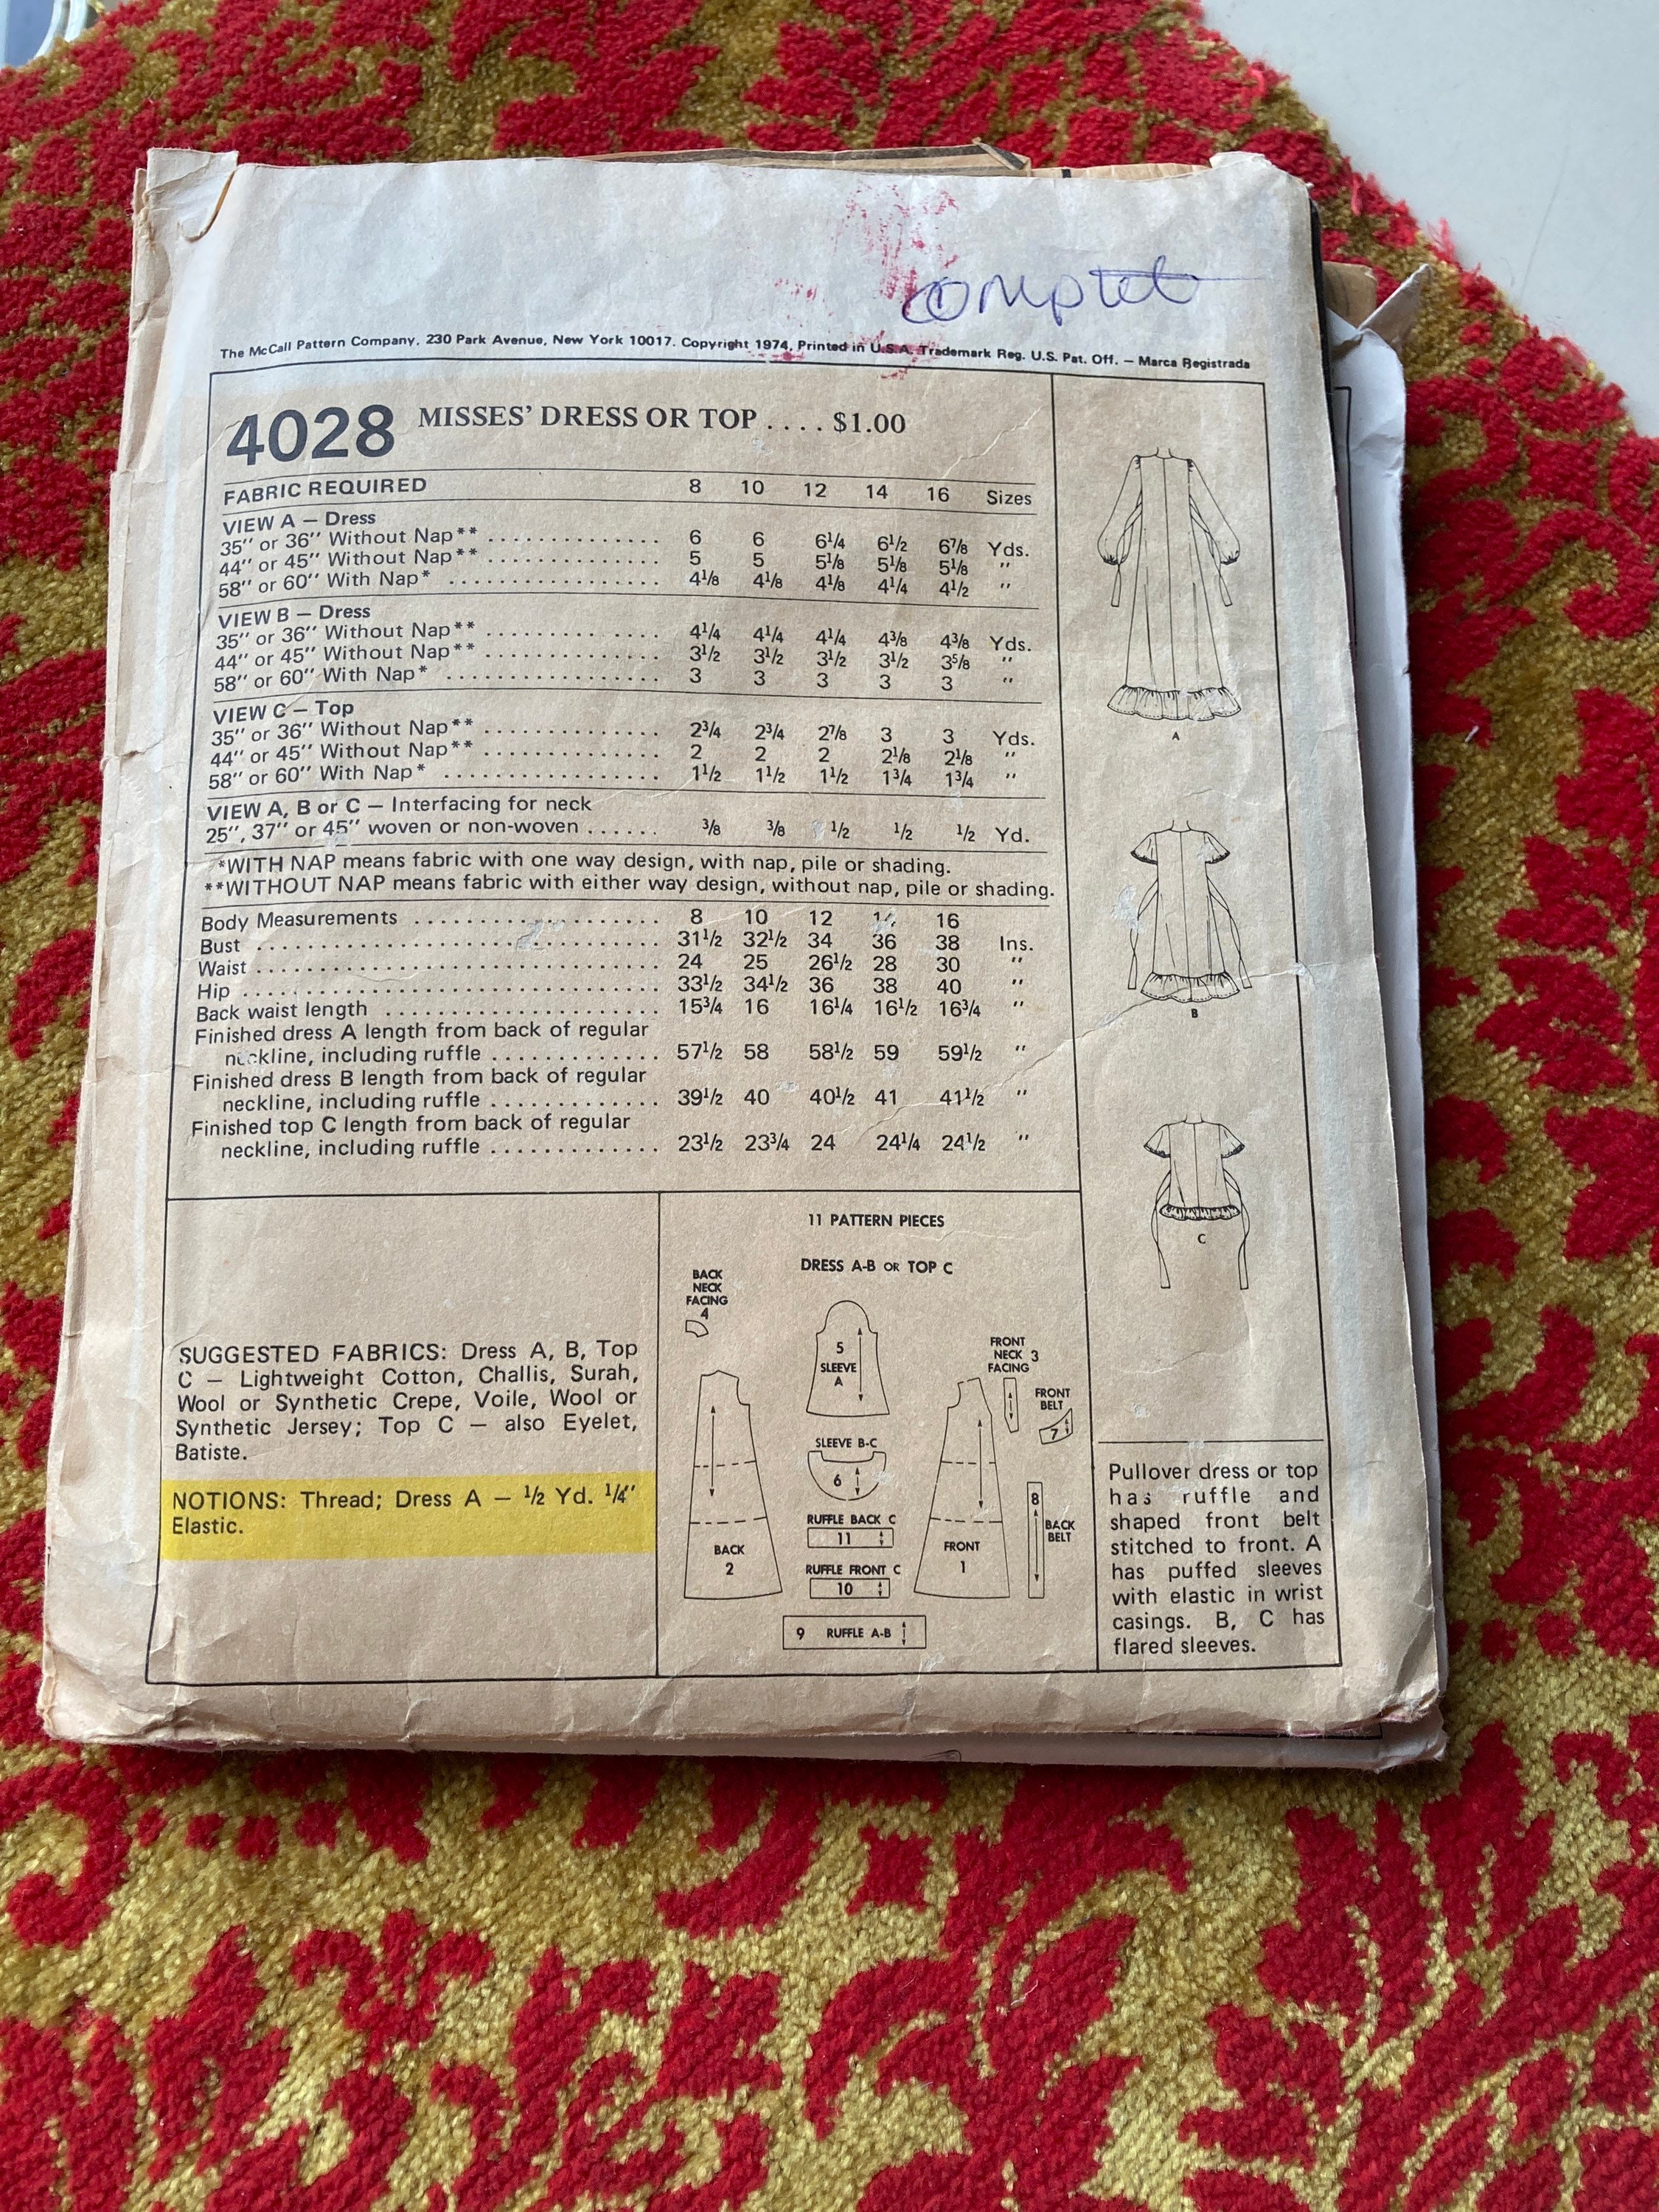 complete
The McCall Pattern Company, 230 Park Avenue, New York 10017. Copyright 1974, Printed in U.S.A. Trademark Reg. U.S. Pat. Off. — Marca Registrada
4028 MISSES' DRESS OR TOP .... $1.00
FABRIC REQUIRED 8 10 12 14 16 Sizes
VIEW A — Dress
35" or 36" Without Nap** .............. 6 6 6¼ 6½ 6⅞ Yds.
44" or 45" Without Nap** .............. 5 5 5⅛ 5⅛ 5⅛ "
58" or 60" With Nap* ................. 4⅛ 4⅛ 4⅛ 4¼ 4½ "
VIEW B — Dress
35" or 36" Without Nap** .............. 4¼ 4¼ 4¼ 4⅜ 4⅜ Yds.
44" or 45" Without Nap** .............. 3½ 3½ 3½ 3½ 3⅝ "
58" or 60" With Nap* ................. 3 3 3 3 3 "
VIEW C — Top
35" or 36" Without Nap** .............. 2¾ 2¾ 2⅞ 3 3 Yds.
44" or 45" Without Nap** .............. 2 2 2 2⅛ 2⅛ "
58" or 60" With Nap* ................. 1½ 1½ 1½ 1¾ 1¾ "
VIEW A, B or C — Interfacing for neck
25", 37" or 45" woven or non-woven ...... ⅜ ⅜ ½ ½ ½ Yd.
*WITH NAP means fabric with one way design, with nap, pile or shading.
**WITHOUT NAP means fabric with either way design, without nap, pile or shading.
Body Measurements .................... 8 10 12 14 16
Bust ................................. 31½ 32½ 34 36 38 Ins.
Waist ................................. 24 25 26½ 28 30 "
Hip .................................. 33½ 34½ 36 38 40 "
Back waist length ...................... 15¾ 16 16¼ 16½ 16¾ "
Finished dress A length from back of regular
neckline, including ruffle .............. 57½ 58 58½ 59 59½ "
Finished dress B length from back of regular
neckline, including ruffle .............. 39½ 40 40½ 41 41½ "
Finished top C length from back of regular
neckline, including ruffle .............. 23½ 23¾ 24 24¼ 24½ "
A
B
C
SUGGESTED FABRICS: Dress A, B, Top
C — Lightweight Cotton, Challis, Surah,
Wool or Synthetic Crepe, Voile, Wool or
Synthetic Jersey; Top C — also Eyelet,
Batiste.
NOTIONS: Thread; Dress A — ½ Yd. ¼"
Elastic.
11 PATTERN PIECES
DRESS A-B OR TOP C
BACK
NECK
FACING
4
5
SLEEVE
A
FRONT
NECK 3
FACING
FRONT
BELT
7
SLEEVE B-C
6
8
BACK
BELT
RUFFLE BACK C
11
BACK
2
FRONT
1
RUFFLE FRONT C
10
9 RUFFLE A-B
Pullover dress or top
has ruffle and
shaped front belt
stitched to front. A
has puffed sleeves
with elastic in wrist
casings. B, C has
flared sleeves.